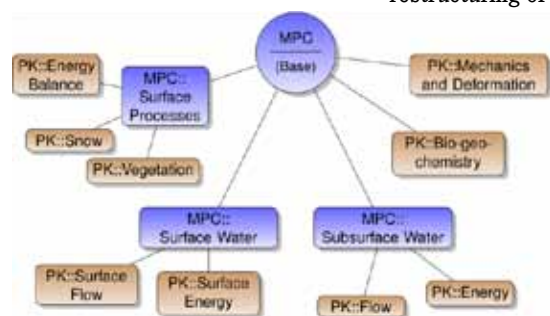 MPC
(Base)
PK::Energy
Balance
MPC::
Surface
Processes
PK::Snow
PK::Vegetation
PK::Mechanics
and Deformation
PK::Bio-geo-
chemistry
MPC::
Surface Water
MPC::
Subsurface Water
PK::Surface
Flow
PK::Surface
Energy
PK::Flow
PK::Energy